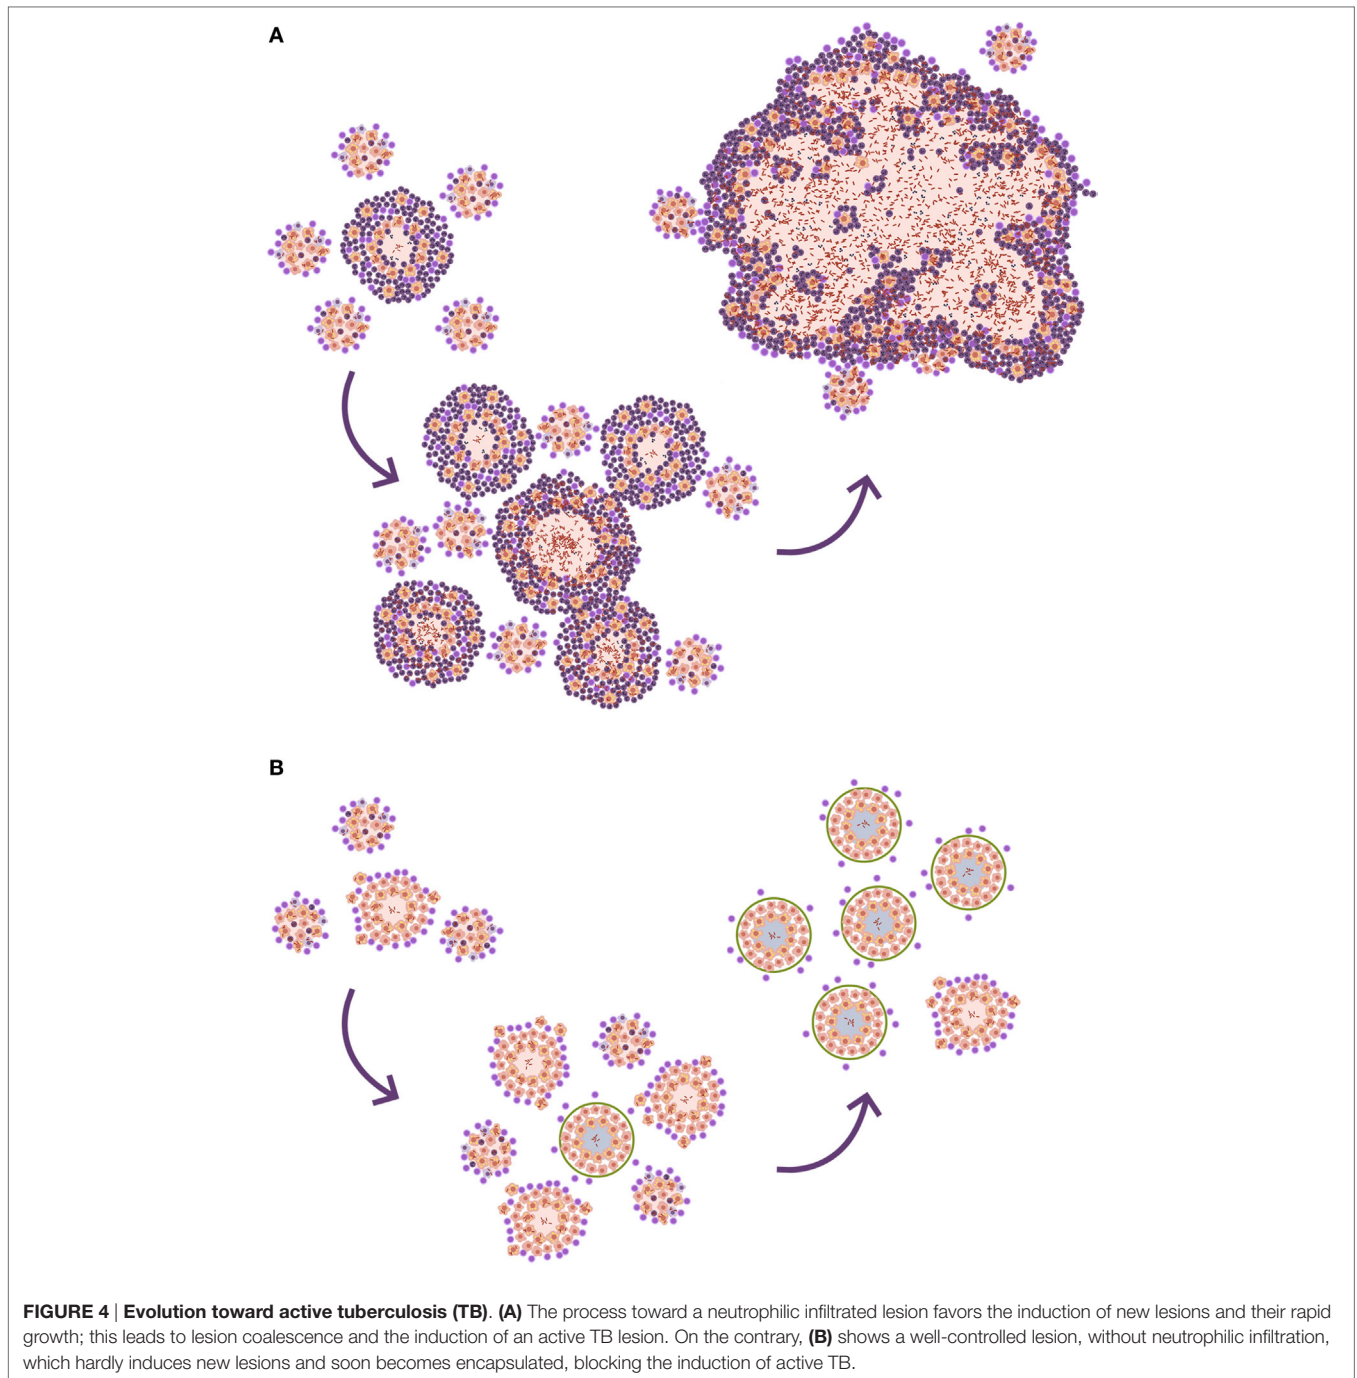 A
B
FIGURE 4 | Evolution toward active tuberculosis (TB). (A) The process toward a neutrophilic infiltrated lesion favors the induction of new lesions and their rapid
growth; this leads to lesion coalescence and the induction of an active TB lesion. On the contrary, (B) shows a well-controlled lesion, without neutrophilic infiltration,
which hardly induces new lesions and soon becomes encapsulated, blocking the induction of active TB.